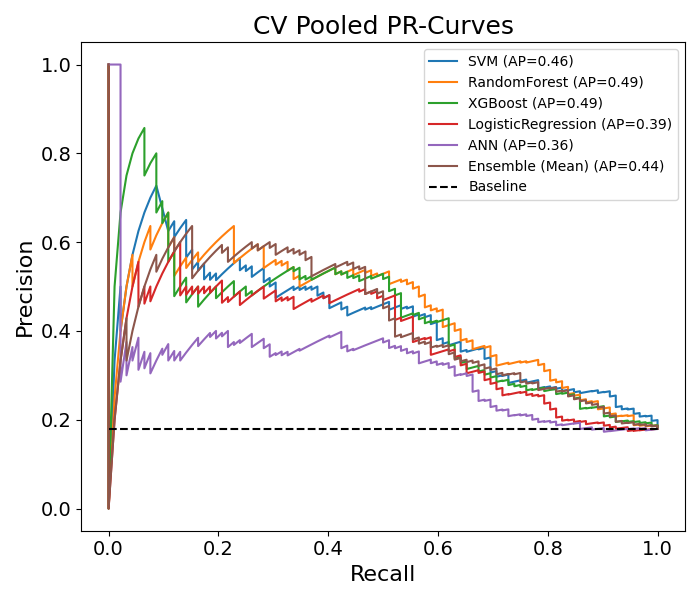 CV Pooled PR-Curves
SVM (AP=0.46)
RandomForest (AP=0.49)
XGBoost (AP=0.49)
LogisticRegression (AP=0.39)
ANN (AP=0.36)
Ensemble (Mean) (AP=0.44)
Baseline
Precision
1.0
0.8
0.6
0.4
0.2
0.0
0.0 0.2 0.4 0.6 0.8 1.0
Recall